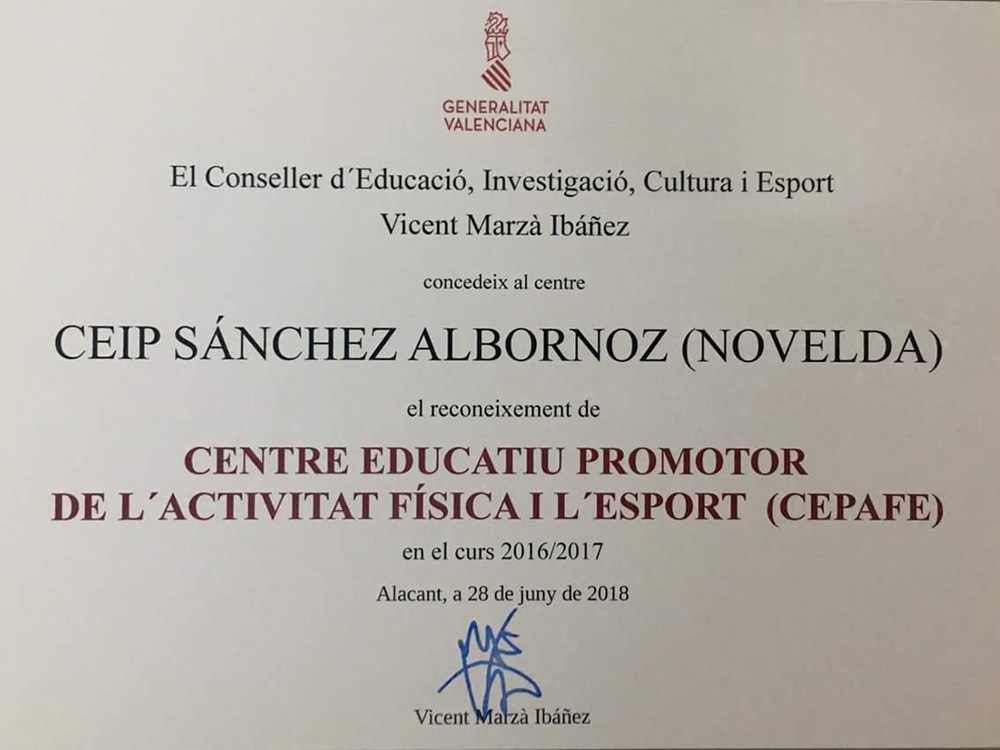 GENERALITAT
VALENCIANA
El Conseller d´Educació, Investigació, Cultura i Esport
Vicent Marzà Ibáñez
concedeix al centre
CEIP SÁNCHEZ ALBORNOZ (NOVELDA)
el reconeixement de
CENTRE EDUCATIU PROMOTOR
DE L´ACTIVITAT FÍSICA I L´ESPORT (CEPAFE)
en el curs 2016/2017
Alacant, a 28 de juny de 2018
Vicent Marzà Ibáñez